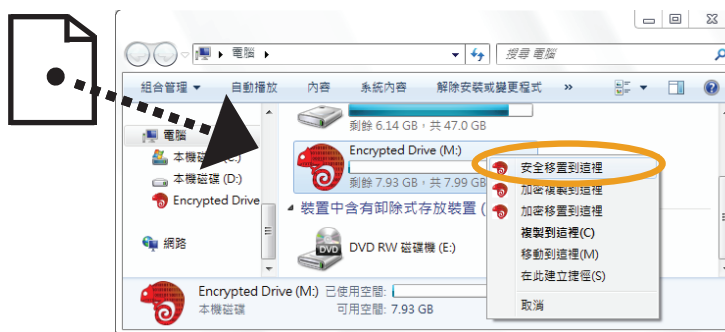 電腦
搜尋 電腦
組合管理 自動播放 內容 系統內容 解除安裝或變更程式 »
電腦
本機磁碟 (C:)
本機磁碟 (D:)
Encrypted Drive
網路
剩餘 6.14 GB，共 47.0 GB
Encrypted Drive (M:)
剩餘 7.93 GB，共 7.99 GB
裝置中含有卸除式存放裝置 (
DVD RW 磁碟機 (E:)
安全移置到這裡
加密複製到這裡
加密移置到這裡
複製到這裡(C)
移動到這裡(M)
在此建立捷徑(S)
取消
Encrypted Drive (M:) 已使用空間:
本機磁碟 可用空間: 7.93 GB